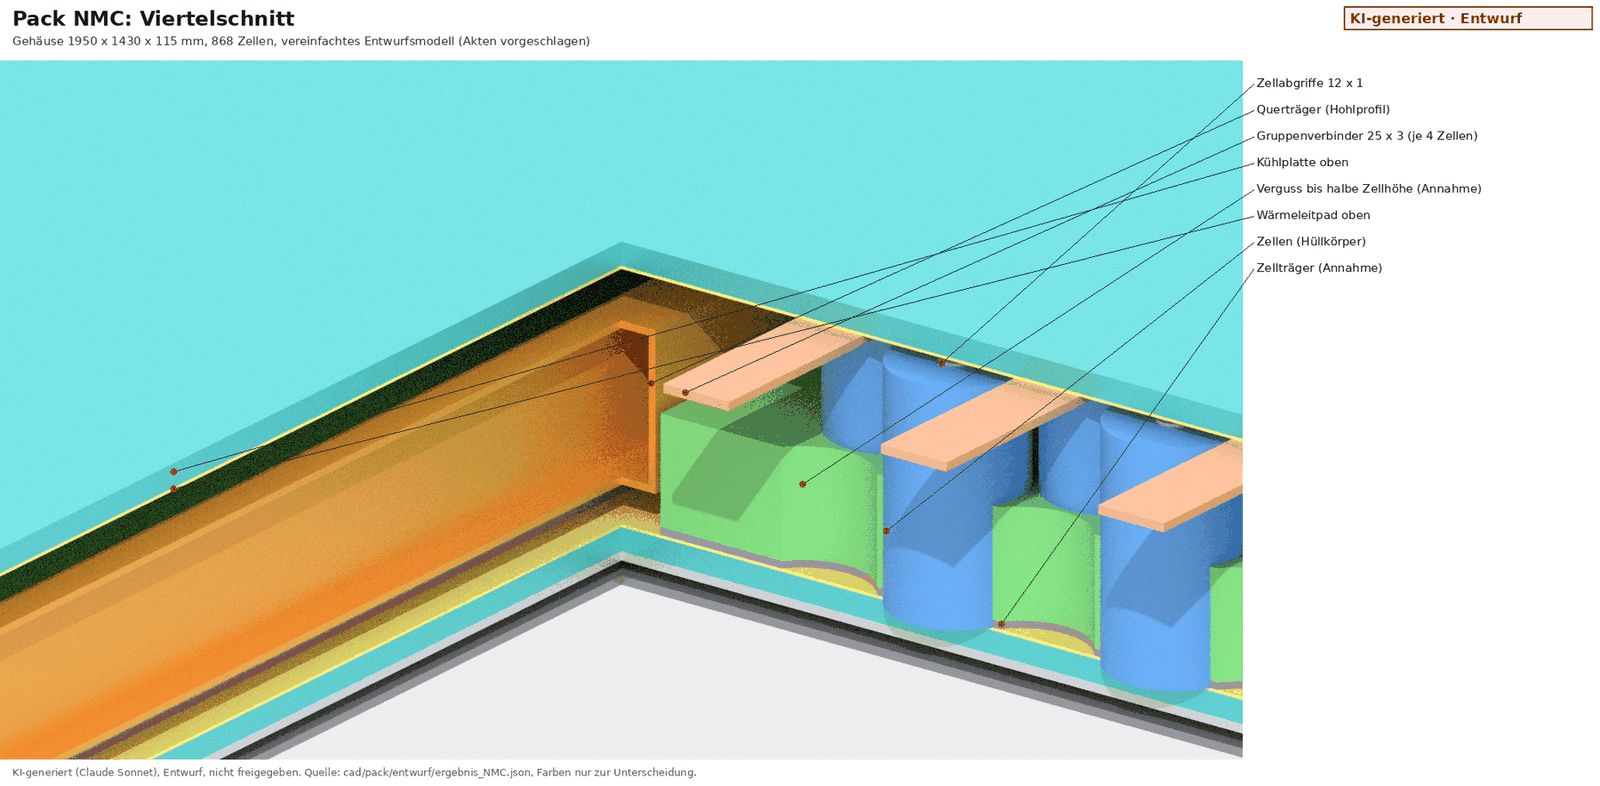 Pack NMC: Viertelschnitt
KI-generiert · Entwurf
Gehäuse 1950 x 1430 x 115 mm, 868 Zellen, vereinfachtes Entwurfsmodell (Akten vorgeschlagen)
Zellabgriffe 12 x 1
Querträger (Hohlprofil)
Gruppenverbinder 25 x 3 (je 4 Zellen)
Kühlplatte oben
Verguss bis halbe Zellhöhe (Annahme)
Wärmeleitpad oben
Zellen (Hüllkörper)
Zellträger (Annahme)
KI-generiert (Claude Sonnet), Entwurf, nicht freigegeben. Quelle: cad/pack/entwurf/ergebnis_NMC.json, Farben nur zur Unterscheidung.